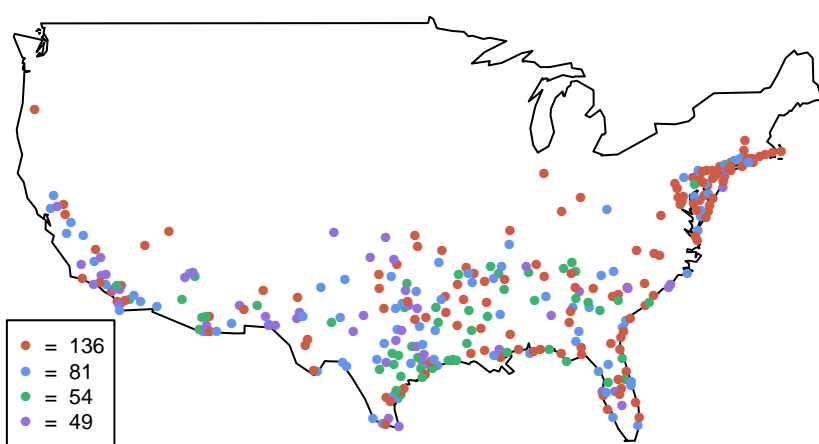 = 136
= 81
= 54
= 49